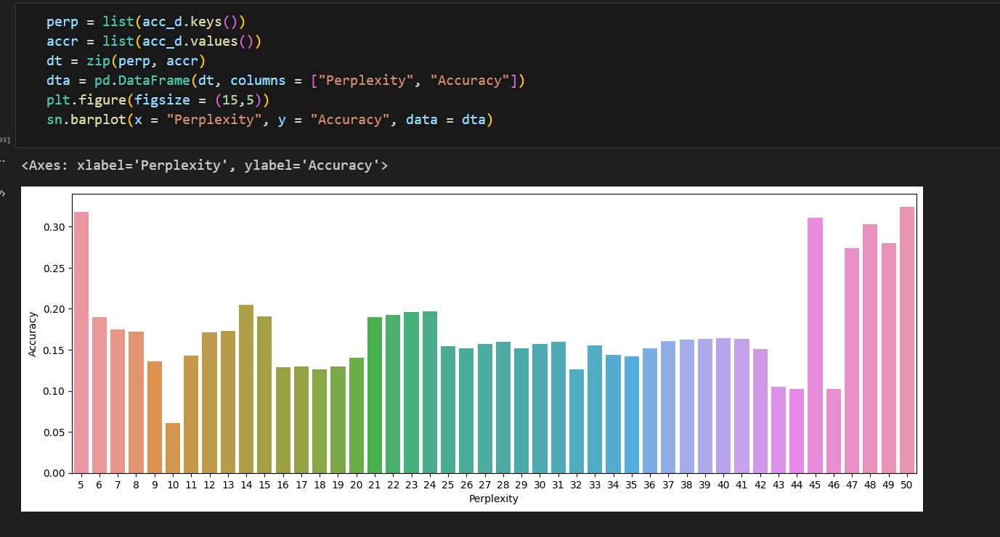 perp = list(acc_d.keys())
accr = list(acc_d.values())
dt = zip(perp, accr)
dta = pd.DataFrame(dt, columns = ["Perplexity", "Accuracy"])
plt.figure(figsize = (15,5))
sn.barplot(x = "Perplexity", y = "Accuracy", data = dta)
93]
<Axes: xlabel='Perplexity', ylabel='Accuracy'>
0.30
0.25
0.20
0.15
0.10
0.05
0.00
Accuracy
5 6 7 8 9 10 11 12 13 14 15 16 17 18 19 20 21 22 23 24 25 26 27 28 29 30 31 32 33 34 35 36 37 38 39 40 41 42 43 44 45 46 47 48 49 50
Perplexity